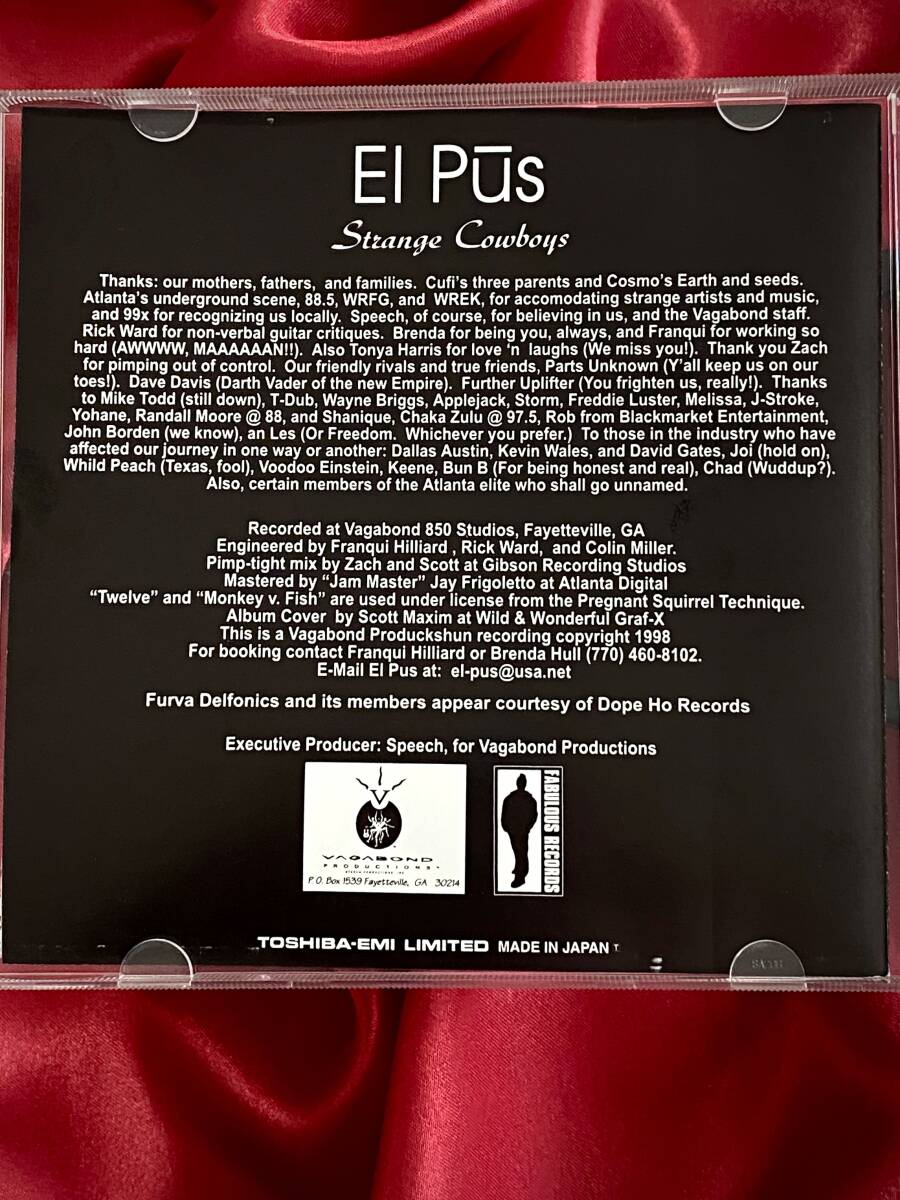 El Pūs
Strange Cowboys
Thanks: our mothers, fathers, and families. Cufi's three parents and Cosmo's Earth and seeds.
Atlanta's underground scene, 88.5, WRFG, and WREK, for accomodating strange artists and music,
and 99x for recognizing us locally. Speech, of course, for believing in us, and the Vagabond staff.
Rick Ward for non-verbal guitar critiques. Brenda for being you, always, and Franqui for working so
hard (AWWWW, MAAAAAAN!!). Also Tonya Harris for love 'n laughs (We miss you!). Thank you Zach
for pimping out of control. Our friendly rivals and true friends, Parts Unknown (Y'all keep us on our
toes!). Dave Davis (Darth Vader of the new Empire). Further Uplifter (You frighten us, really!). Thanks
to Mike Todd (still down), T-Dub, Wayne Briggs, Applejack, Storm, Freddie Luster, Melissa, J-Stroke,
Yohane, Randall Moore @ 88, and Shanique, Chaka Zulu @ 97.5, Rob from Blackmarket Entertainment,
John Borden (we know), an Les (Or Freedom. Whichever you prefer.) To those in the industry who have
affected our journey in one way or another: Dallas Austin, Kevin Wales, and David Gates, Joi (hold on),
Whild Peach (Texas, fool), Voodoo Einstein, Keene, Bun B (For being honest and real), Chad (Wuddup?).
Also, certain members of the Atlanta elite who shall go unnamed.
Recorded at Vagabond 850 Studios, Fayetteville, GA
Engineered by Franqui Hilliard , Rick Ward, and Colin Miller.
Pimp-tight mix by Zach and Scott at Gibson Recording Studios
Mastered by "Jam Master" Jay Frigoletto at Atlanta Digital
"Twelve" and "Monkey v. Fish" are used under license from the Pregnant Squirrel Technique.
Album Cover by Scott Maxim at Wild & Wonderful Graf-X
This is a Vagabond Produckshun recording copyright 1998
For booking contact Franqui Hilliard or Brenda Hull (770) 460-8102.
E-Mail El Pus at: el-pus@usa.net
Furva Delfonics and its members appear courtesy of Dope Ho Records
Executive Producer: Speech, for Vagabond Productions
VAGABOND
PRODUCTIONS
P.O. Box 1539 Fayetteville, GA 30214
FABULOUS RECORDS
TOSHIBA-EMI LIMITED MADE IN JAPAN T